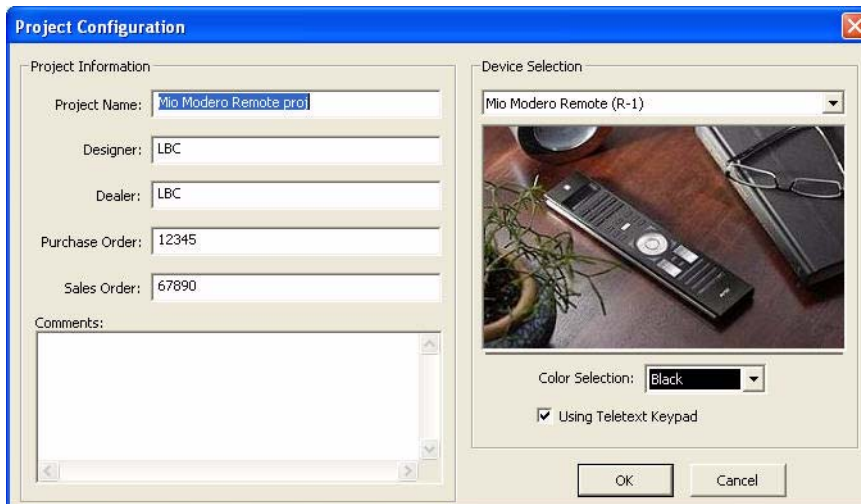 Project Configuration
Project Information
Project Name: Mio Modero Remote proj
Designer: LBC
Dealer: LBC
Purchase Order: 12345
Sales Order: 67890
Comments:
Device Selection
Mio Modero Remote (R-1)
Color Selection: Black
Using Teletext Keypad
OK Cancel